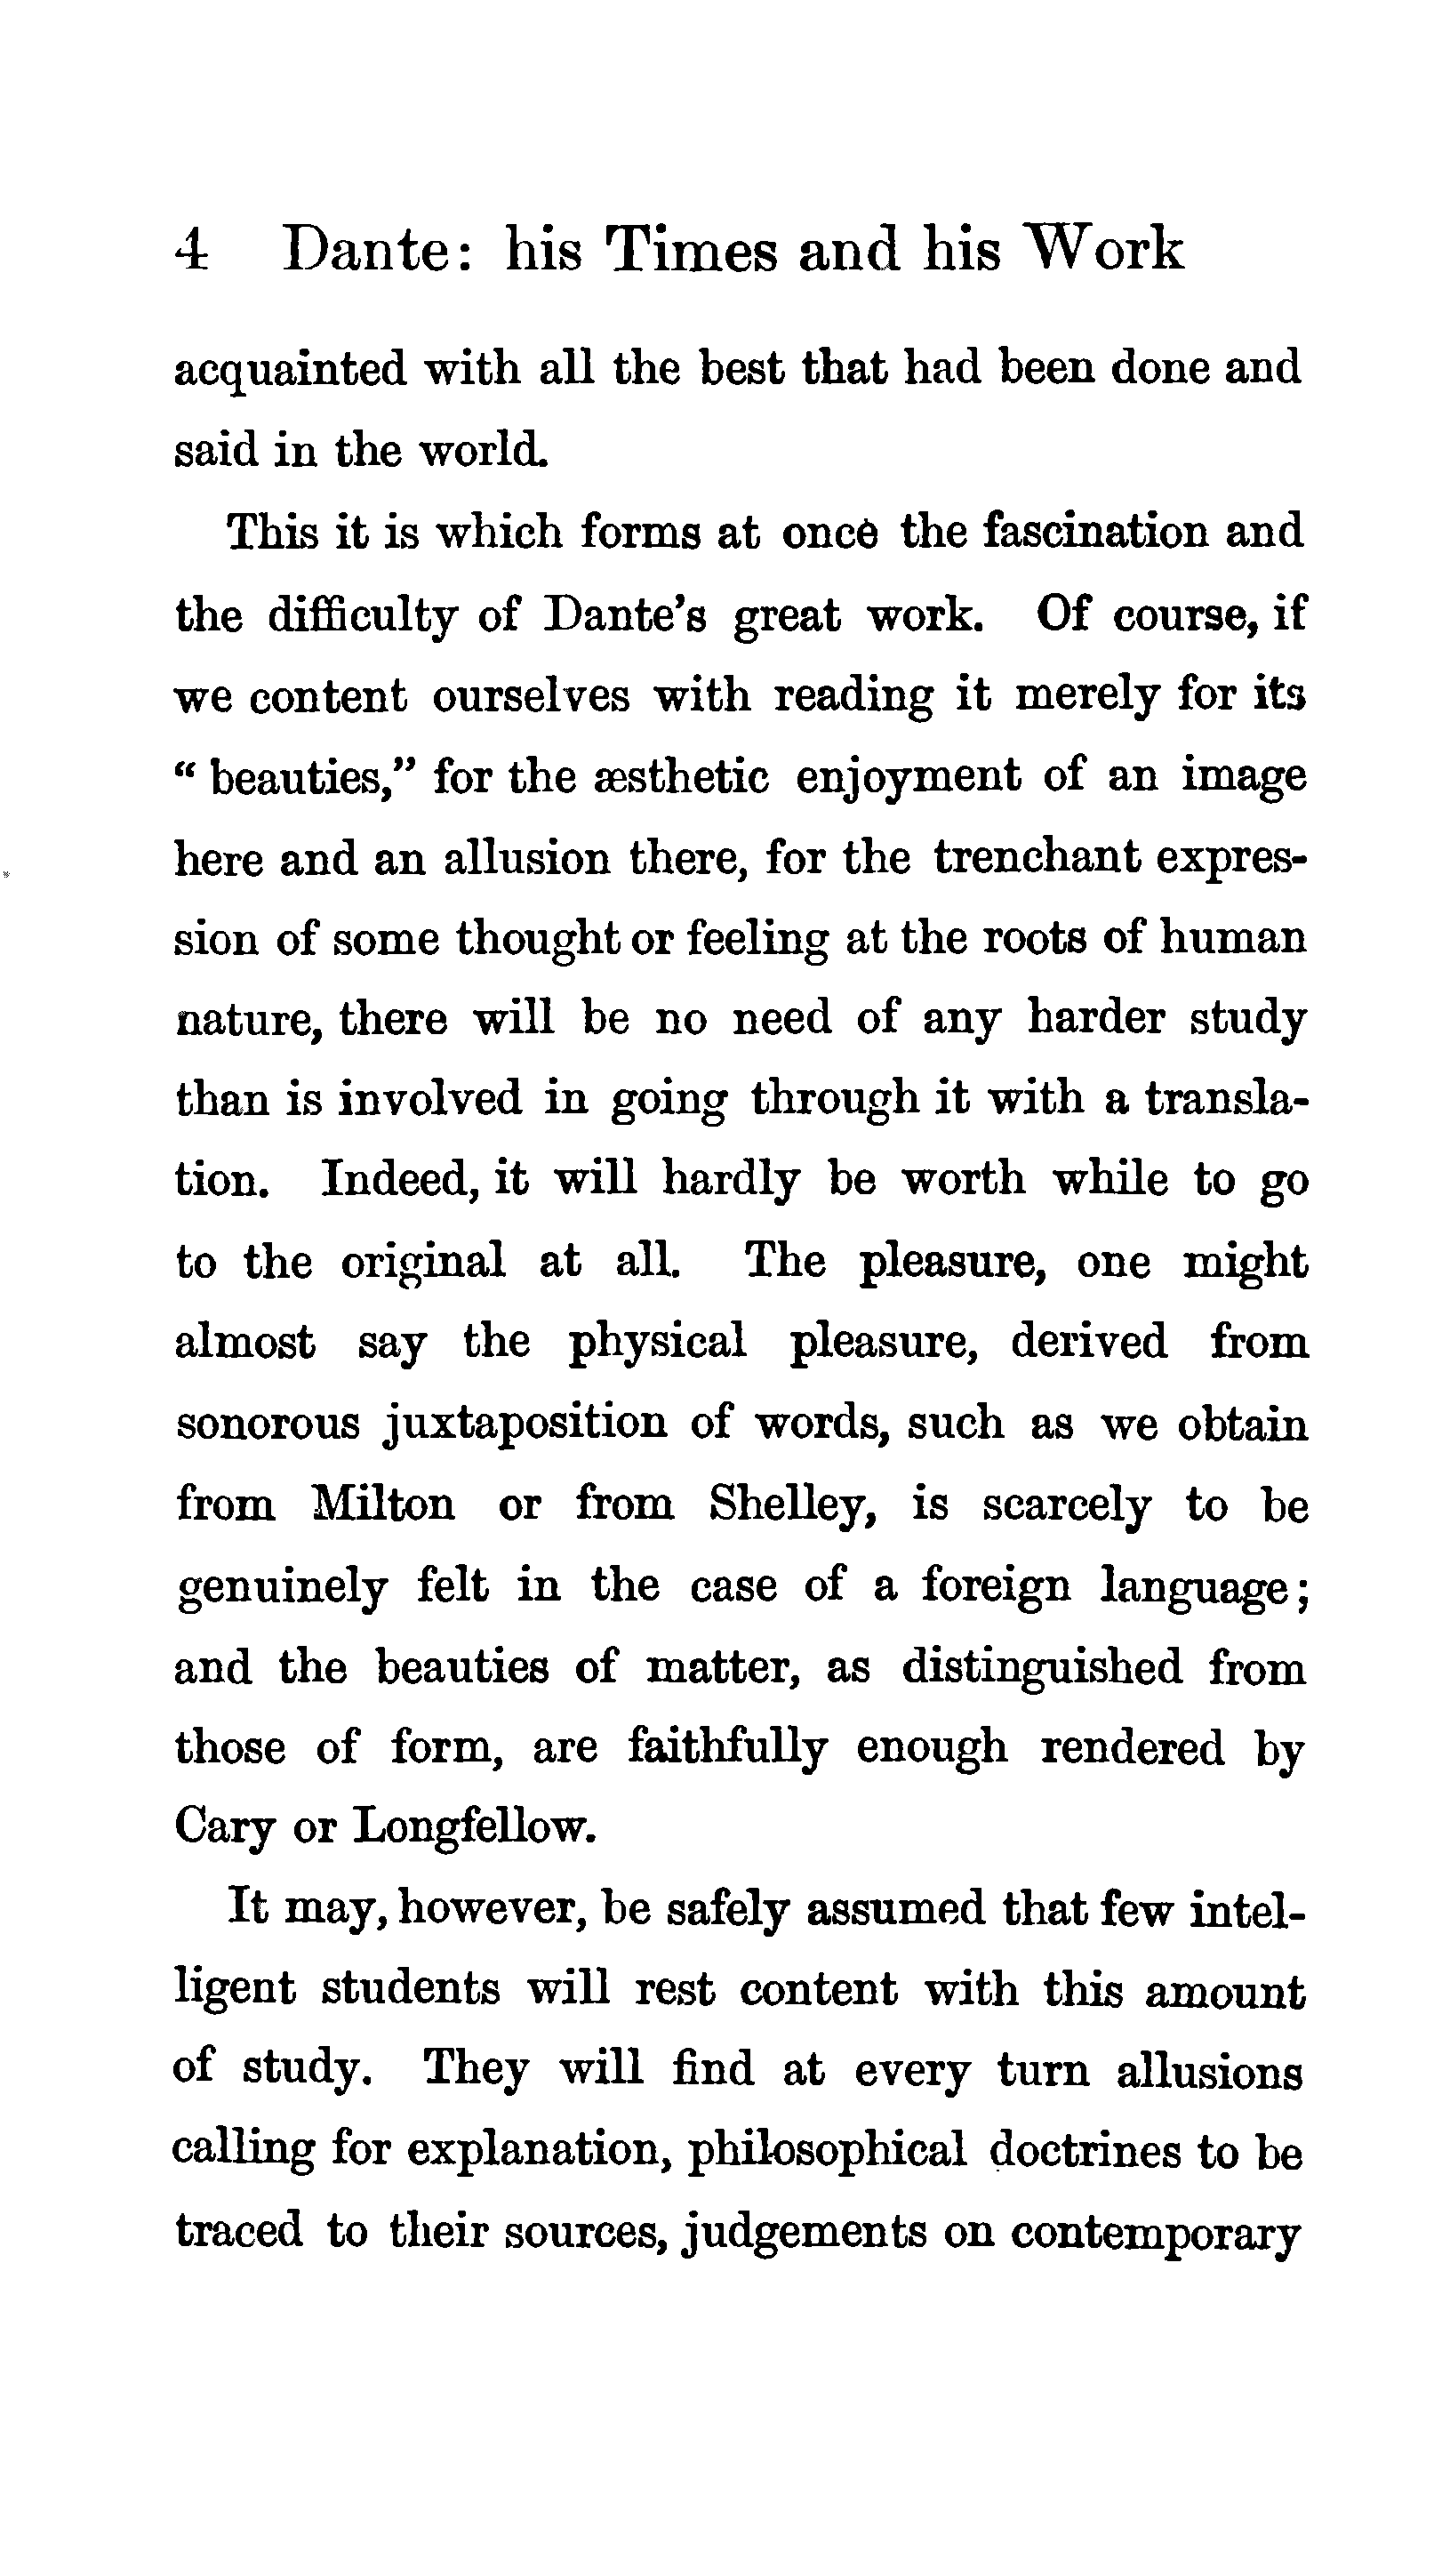 4 Dante: his Times and his Work
acquainted with all the best that had been done and
said in the world.
This it is which forms at once the fascination and
the difficulty of Dante's great work. Of course, if
we content ourselves with reading it merely for its
“ beauties,” for the æsthetic enjoyment of an image
here and an allusion there, for the trenchant expres-
sion of some thought or feeling at the roots of human
nature, there will be no need of any harder study
than is involved in going through it with a transla-
tion. Indeed, it will hardly be worth while to go
to the original at all. The pleasure, one might
almost say the physical pleasure, derived from
sonorous juxtaposition of words, such as we obtain
from Milton or from Shelley, is scarcely to be
genuinely felt in the case of a foreign language;
and the beauties of matter, as distinguished from
those of form, are faithfully enough rendered by
Cary or Longfellow.
It may, however, be safely assumed that few intel-
ligent students will rest content with this amount
of study. They will find at every turn allusions
calling for explanation, philosophical doctrines to be
traced to their sources, judgements on contemporary